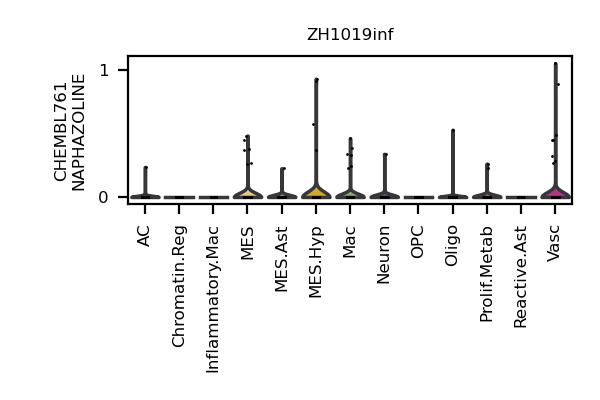 ZH1019inf
CHEMBL761
NAPHAZOLINE
1
0
AC
Chromatin.Reg
Inflammatory.Mac
MES
MES.Ast
MES.Hyp
Mac
Neuron
OPC
Oligo
Prolif.Metab
Reactive.Ast
Vasc